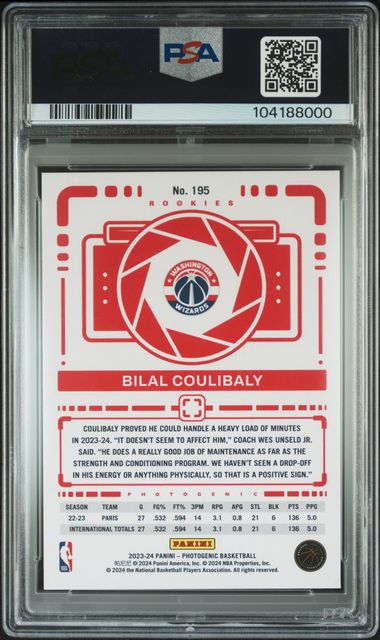 PSA
PSA
104188000
No. 195
ROOKIES
WASHINGTON
WIZARDS
BILAL COULIBALY
COULIBALY PROVED HE COULD HANDLE A HEAVY LOAD OF MINUTES
IN 2023-24. “IT DOESN’T SEEM TO AFFECT HIM,” COACH WES UNSELD JR.
SAID. “HE DOES A REALLY GOOD JOB OF MAINTENANCE AS FAR AS THE
STRENGTH AND CONDITIONING PROGRAM. WE HAVEN’T SEEN A DROP-OFF
IN HIS ENERGY OR ANYTHING PHYSICALLY, SO THAT IS A POSITIVE SIGN.”
PHOTOGENIC
SEASON TEAM G FG% FT% 3PM RPG APG STL BLK PTS PPG
22-23 PARIS 27 .532 .594 14 3.1 0.8 21 6 136 5.0
INTERNATIONAL TOTALS 27 .532 .594 14 3.1 0.8 21 6 136 5.0
PANINI
2023-24 PANINI – PHOTOGENIC BASKETBALL
帕尼尼 © 2024 Panini America, Inc. © 2024 NBA Properties, Inc.
© 2024 the National Basketball Players Association. All rights reserved.
NBA